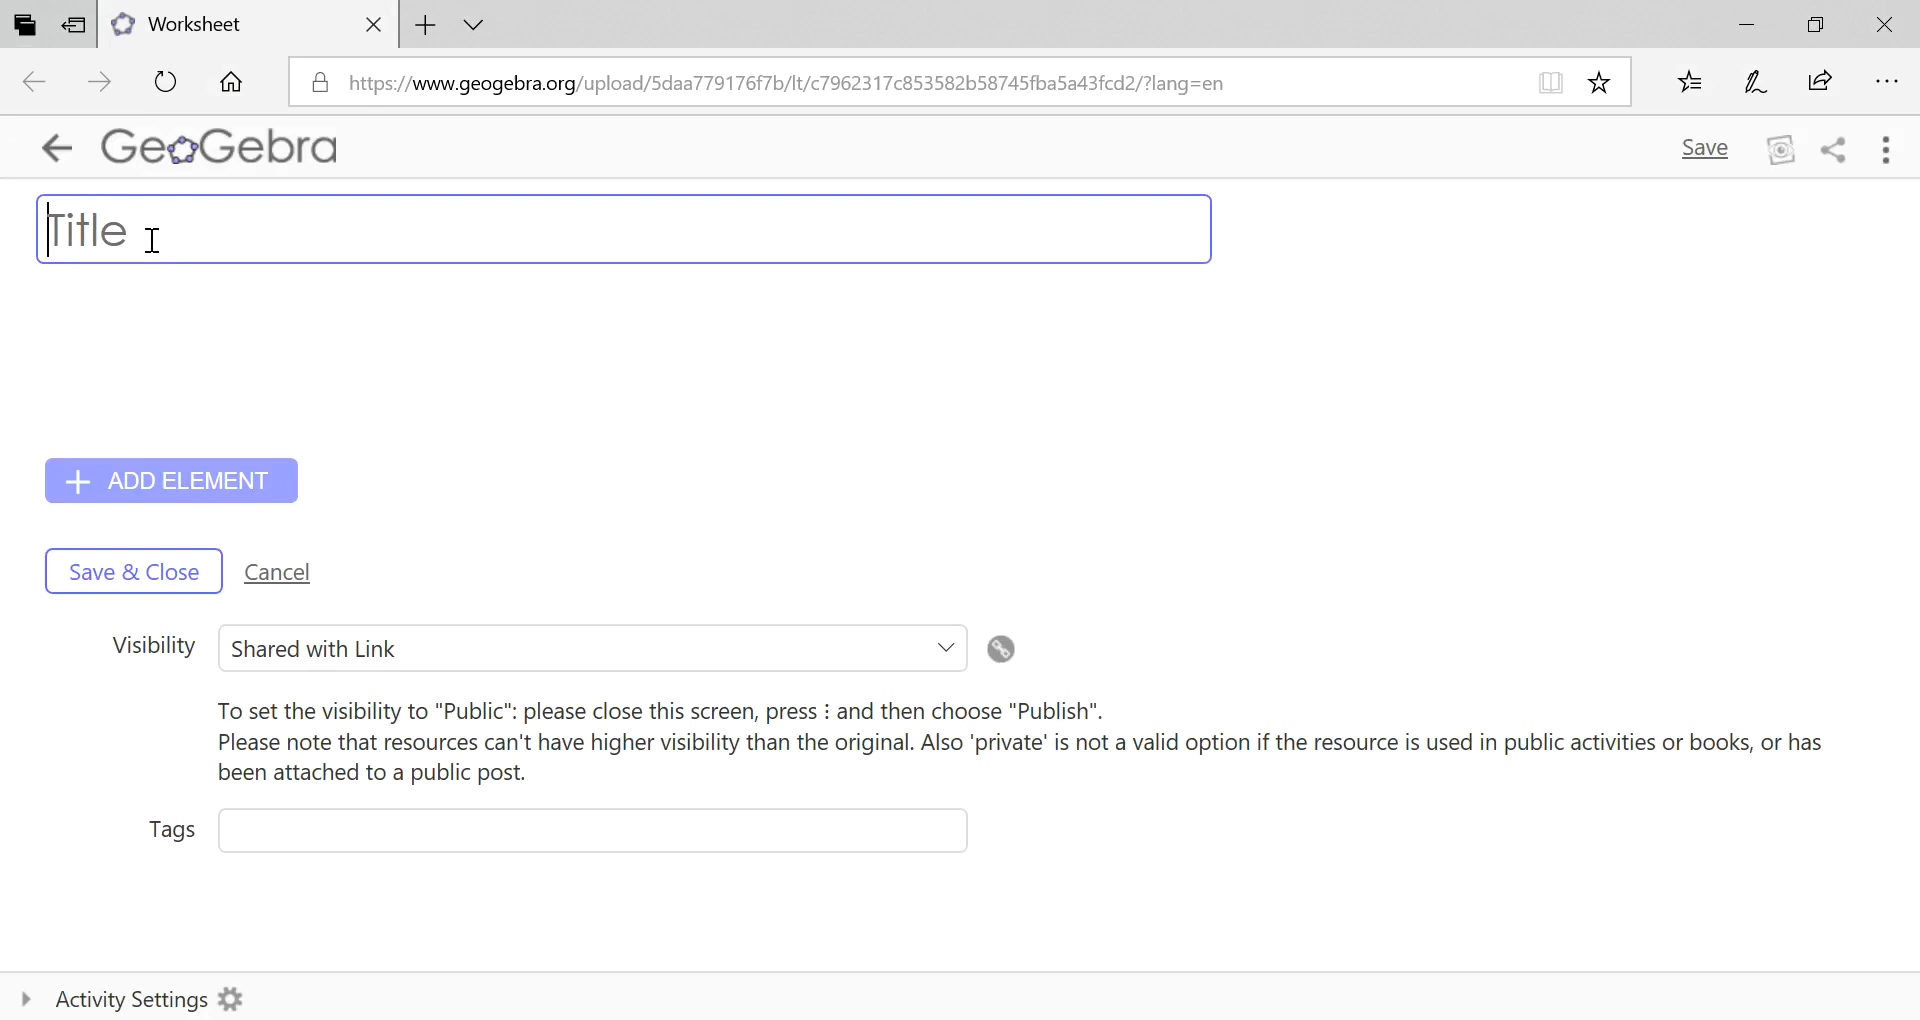 Worksheet
https://www.geogebra.org/upload/5daa779176f7b/lt/c7962317c853582b58745fba5a43fcd2/?lang=en
GeoGebra
Save
Title
ADD ELEMENT
Save & Close Cancel
Visibility Shared with Link
To set the visibility to "Public": please close this screen, press ⋮ and then choose "Publish".
Please note that resources can't have higher visibility than the original. Also 'private' is not a valid option if the resource is used in public activities or books, or has
been attached to a public post.
Tags
Activity Settings